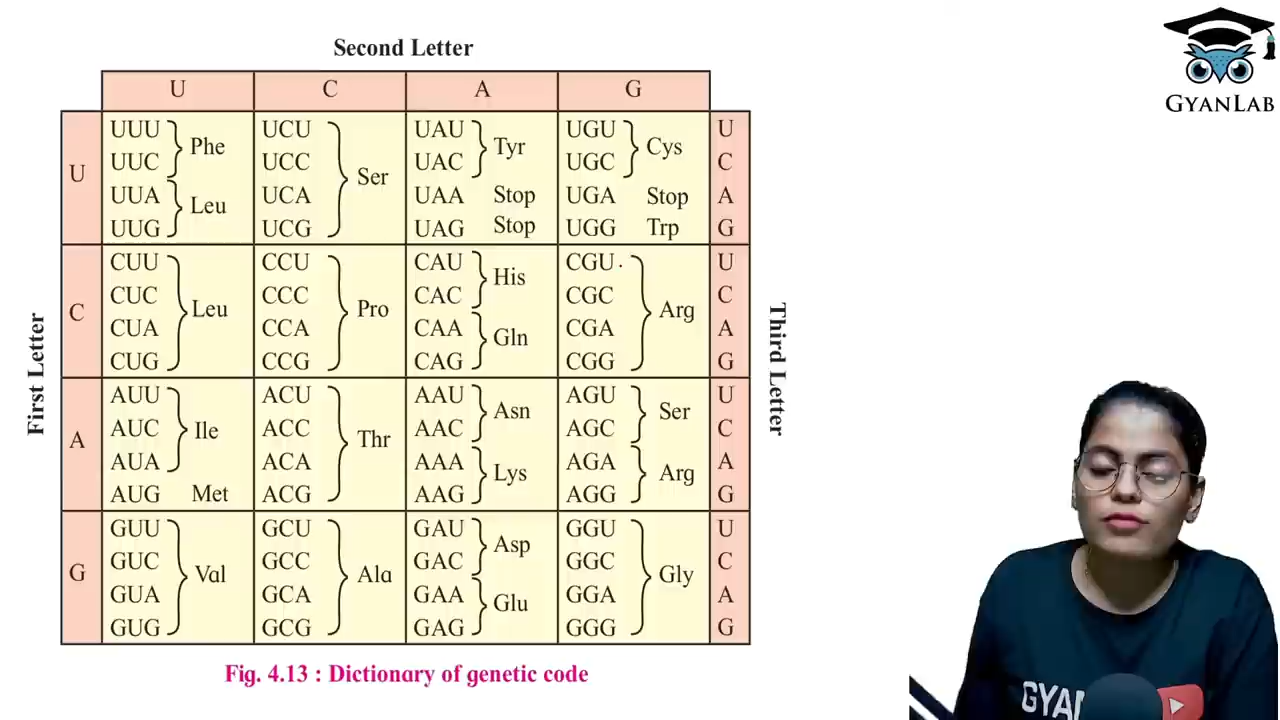 GYANLAB
Second Letter
U C A G
First Letter
U
UUU Phe UCU Ser UAU Tyr UGU Cys U
UUC UCC UAC UGC C
UUA Leu UCA UAA Stop UGA Stop A
UUG UCG UAG Stop UGG Trp G
C
CUU Leu CCU Pro CAU His CGU Arg U
CUC CCC CAC CGC C
CUA CCA CAA Gln CGA A
CUG CCG CAG CGG G
A
AUU Ile ACU Thr AAU Asn AGU Ser U
AUC ACC AAC AGC C
AUA ACA AAA Lys AGA Arg A
AUG Met ACG AAG AGG G
G
GUU Val GCU Ala GAU Asp GGU Gly U
GUC GCC GAC GGC C
GUA GCA GAA Glu GGA A
GUG GCG GAG GGG G
Third Letter
Fig. 4.13 : Dictionary of genetic code